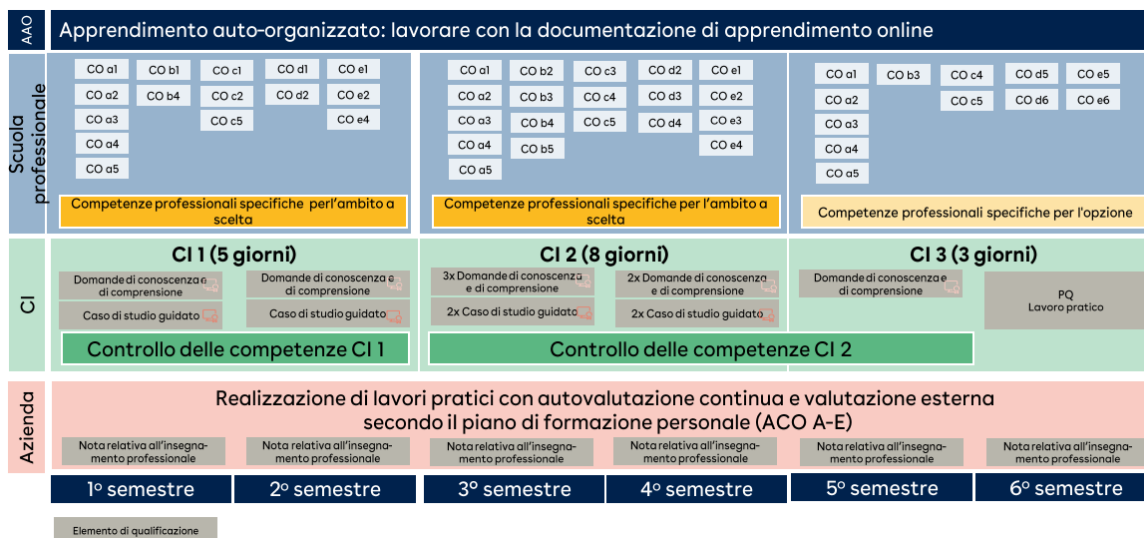 AAO
Apprendimento auto-organizzato: lavorare con la documentazione di apprendimento online
Scuola
professionale
CO a1
CO b1
CO c1
CO d1
CO e1
CO a2
CO b4
CO c2
CO d2
CO e2
CO a3
CO c5
CO e4
CO a4
CO a5
Competenze professionali specifiche perl'ambito a
scelta
CO a1
CO b2
CO c3
CO d2
CO e1
CO a2
CO b3
CO c4
CO d3
CO e2
CO a3
CO b4
CO c5
CO d4
CO e3
CO a4
CO b5
CO e4
CO a5
Competenze professionali specifiche per l'ambito a
scelta
CO a1
CO b3
CO c4
CO d5
CO e5
CO a2
CO c5
CO d6
CO e6
CO a3
CO a4
CO a5
Competenze professionali specifiche per l'opzione
CI
CI 1 (5 giorni)
Domande di conoscenza e
di comprensione
Domande di conoscenza e
di comprensione
Caso di studio guidato
Caso di studio guidato
Controllo delle competenze CI 1
CI 2 (8 giorni)
3x Domande di conoscenza
e di comprensione
2x Domande di conoscenza
e di comprensione
2x Caso di studio guidato
2x Caso di studio guidato
Controllo delle competenze CI 2
CI 3 (3 giorni)
Domande di conoscenza e
di comprensione
PQ
Lavoro pratico
Azienda
Realizzazione di lavori pratici con autovalutazione continua e valutazione esterna
secondo il piano di formazione personale (ACO A-E)
Nota relativa all'insegna-
mento professionale
Nota relativa all'insegna-
mento professionale
Nota relativa all'insegna-
mento professionale
Nota relativa all'insegna-
mento professionale
Nota relativa all'insegna-
mento professionale
Nota relativa all'insegna-
mento professionale
1º semestre
2º semestre
3º semestre
4º semestre
5º semestre
6º semestre
Elemento di qualificazione